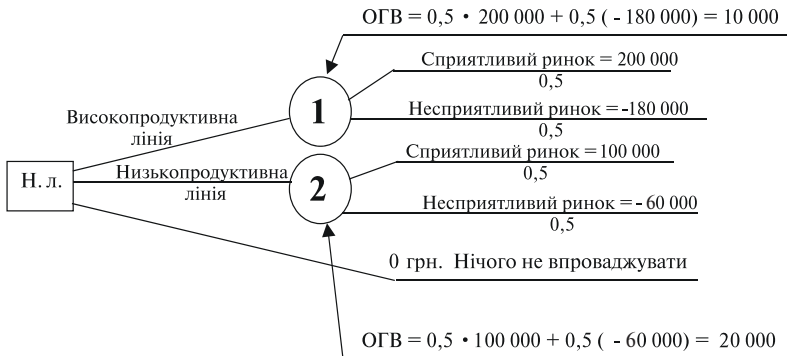 ОГВ = 0,5 • 200 000 + 0,5 ( - 180 000) = 10 000
Сприятливий ринок = 200 000
0,5
1
Несприятливий ринок = -180 000
0,5
Високопродуктивна
лінія
Н. л.
Низькопродуктивна
лінія
2
Сприятливий ринок = 100 000
0,5
Несприятливий ринок = - 60 000
0,5
0 грн. Нічого не впроваджувати
ОГВ = 0,5 • 100 000 + 0,5 ( - 60 000) = 20 000